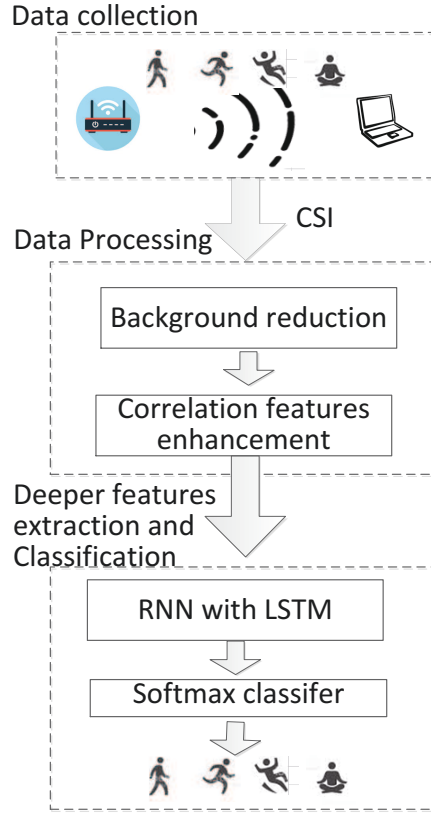 Data collection
CSI
Data Processing
Background reduction
Correlation features
enhancement
Deeper features
extraction and
Classification
RNN with LSTM
Softmax classifer